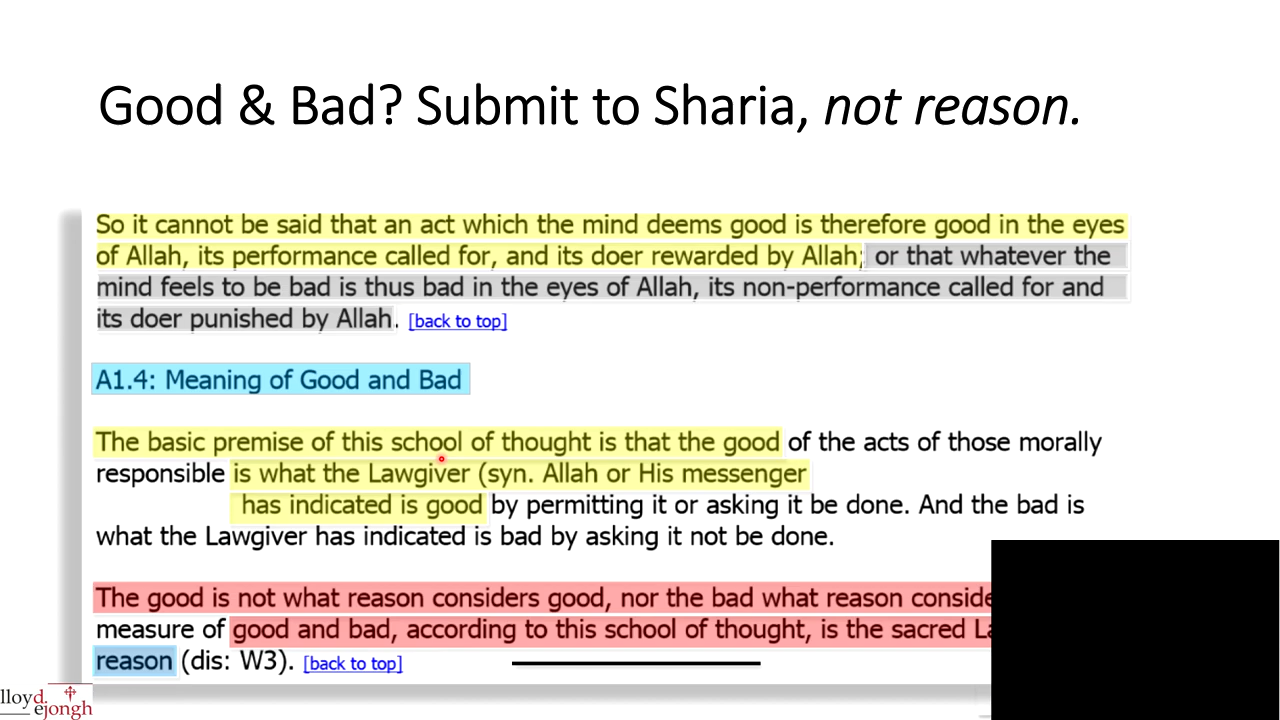 Good & Bad? Submit to Sharia, not reason.
So it cannot be said that an act which the mind deems good is therefore good in the eyes
of Allah, its performance called for, and its doer rewarded by Allah; or that whatever the
mind feels to be bad is thus bad in the eyes of Allah, its non-performance called for and
its doer punished by Allah. [back to top]
A1.4: Meaning of Good and Bad
The basic premise of this school of thought is that the good of the acts of those morally
responsible is what the Lawgiver (syn. Allah or His messenger
has indicated is good by permitting it or asking it be done. And the bad is
what the Lawgiver has indicated is bad by asking it not be done.
The good is not what reason considers good, nor the bad what reason
measure of good and bad, according to this school of thought, is the sacred
reason (dis: W3). [back to top]
lloyd
ejongh